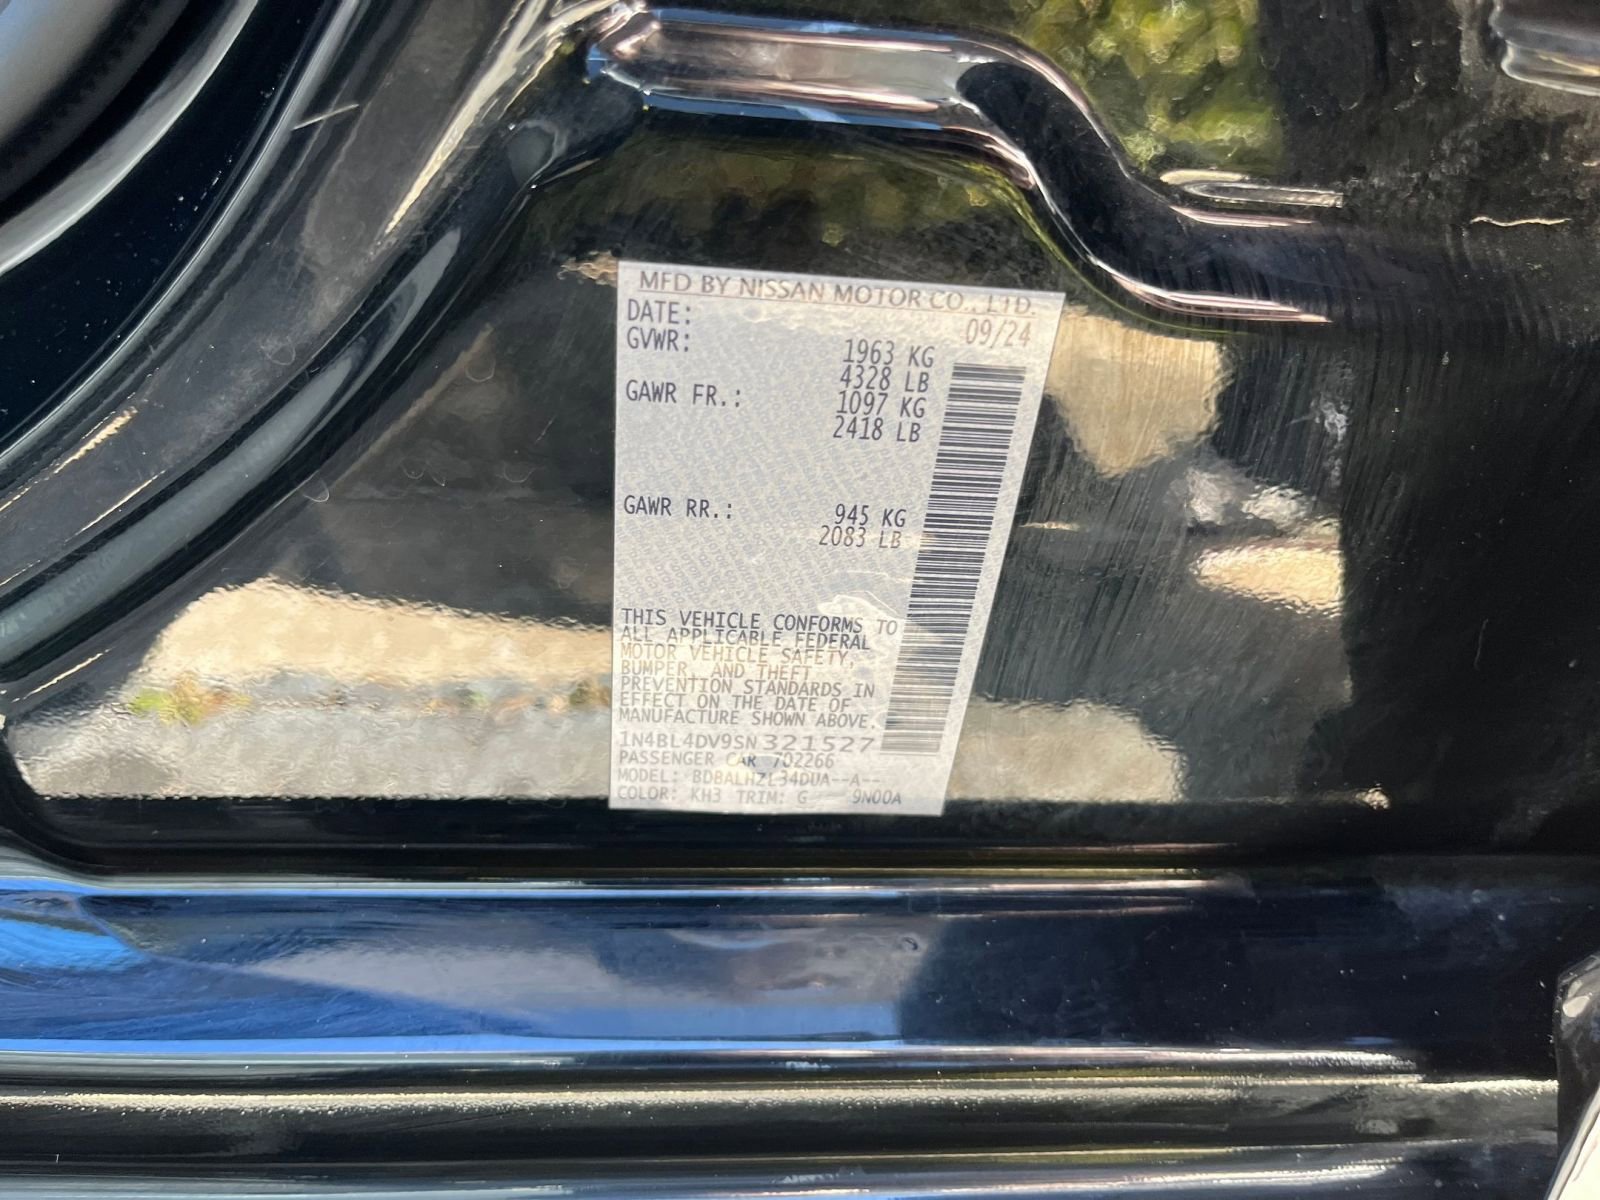 MFD BY NISSAN MOTOR CO., LTD.
DATE: 09/24
GVWR: 1963 KG
4328 LB
GAWR FR.: 1097 KG
2418 LB
GAWR RR.: 945 KG
2083 LB
THIS VEHICLE CONFORMS TO
ALL APPLICABLE FEDERAL
MOTOR VEHICLE SAFETY,
BUMPER, AND THEFT
PREVENTION STANDARDS IN
EFFECT ON THE DATE OF
MANUFACTURE SHOWN ABOVE.
1N4BL4DV9SN321527
PASSENGER CAR 702266
MODEL: BDBALHZL34DUA--A--
COLOR: KH3 TRIM: G 9N00A